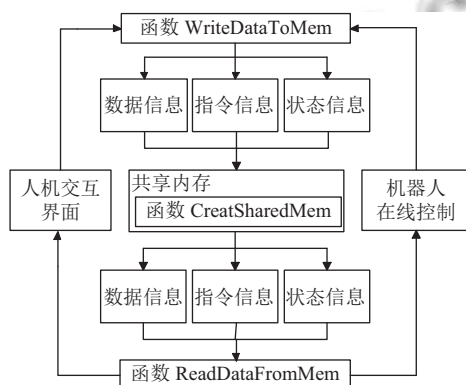 函数 WriteDataToMem
数据信息 指令信息 状态信息
人机交互
界面
共享内存
函数 CreatSharedMem
机器人
在线控制
数据信息 指令信息 状态信息
函数 ReadDataFromMem